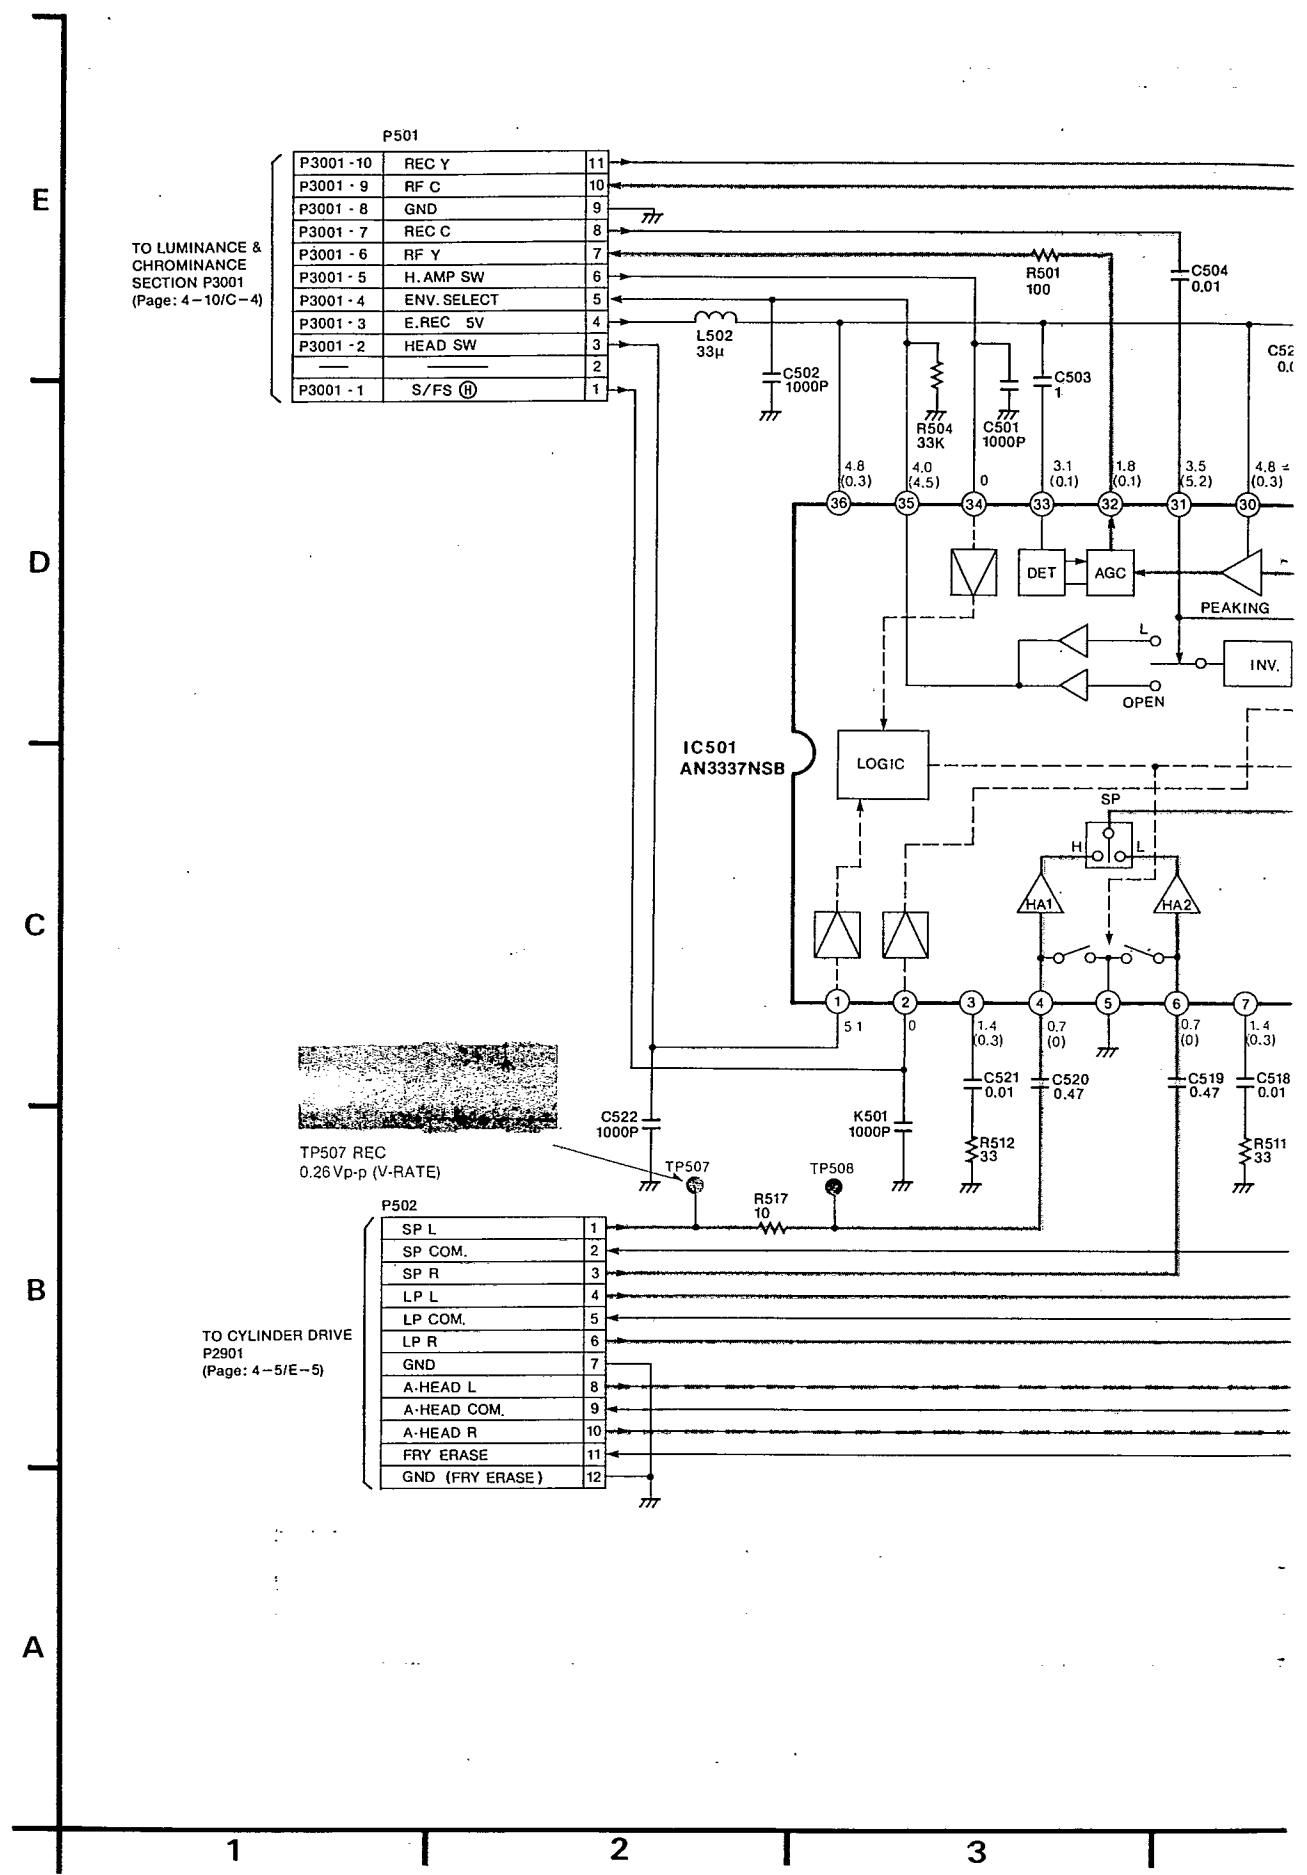 P501
P3001 - 10 REC Y 11
P3001 - 9 RF C 10
P3001 - 8 GND 9
P3001 - 7 REC C 8
P3001 - 6 RF Y 7
P3001 - 5 H.AMP SW 6
P3001 - 4 ENV. SELECT 5
P3001 - 3 E.REC 5V 4
P3001 - 2 HEAD SW 3
2
P3001 - 1 S/FS Ⓗ 1
E
TO LUMINANCE &
CHROMINANCE
SECTION P3001
(Page: 4-10/C-4)
R501
100
C504
0.01
L502
33µ
C502
1000P
R504
33K
C501
1000P
C503
1
C52
4.8
(0.3)
4.0
(4.5)
0
3.1
(0.1)
1.8
(0.1)
3.5
(5.2)
4.8
(0.3)
36 35 34 33 32 31 30
D
DET AGC
PEAKING
L
INV.
OPEN
IC501
AN3337NSB
LOGIC
SP
H L
HA1 HA2
C
1 2 3 4 5 6 7
5 1
0
1.4
(0.3)
0.7
(0)
0.7
(0)
1.4
(0.3)
C521
0.01
C520
0.47
C519
0.47
C518
0.01
C522
1000P
K501
1000P
R512
33
R511
33
TP507 REC
0.26Vp-p (V-RATE)
TP507
TP508
R517
10
P502
SP L 1
SP COM. 2
SP R 3
LP L 4
LP COM. 5
LP R 6
GND 7
A-HEAD L 8
A-HEAD COM. 9
A-HEAD R 10
FRY ERASE 11
GND (FRY ERASE) 12
B
TO CYLINDER DRIVE
P2901
(Page: 4-5/E-5)
A
1 2 3